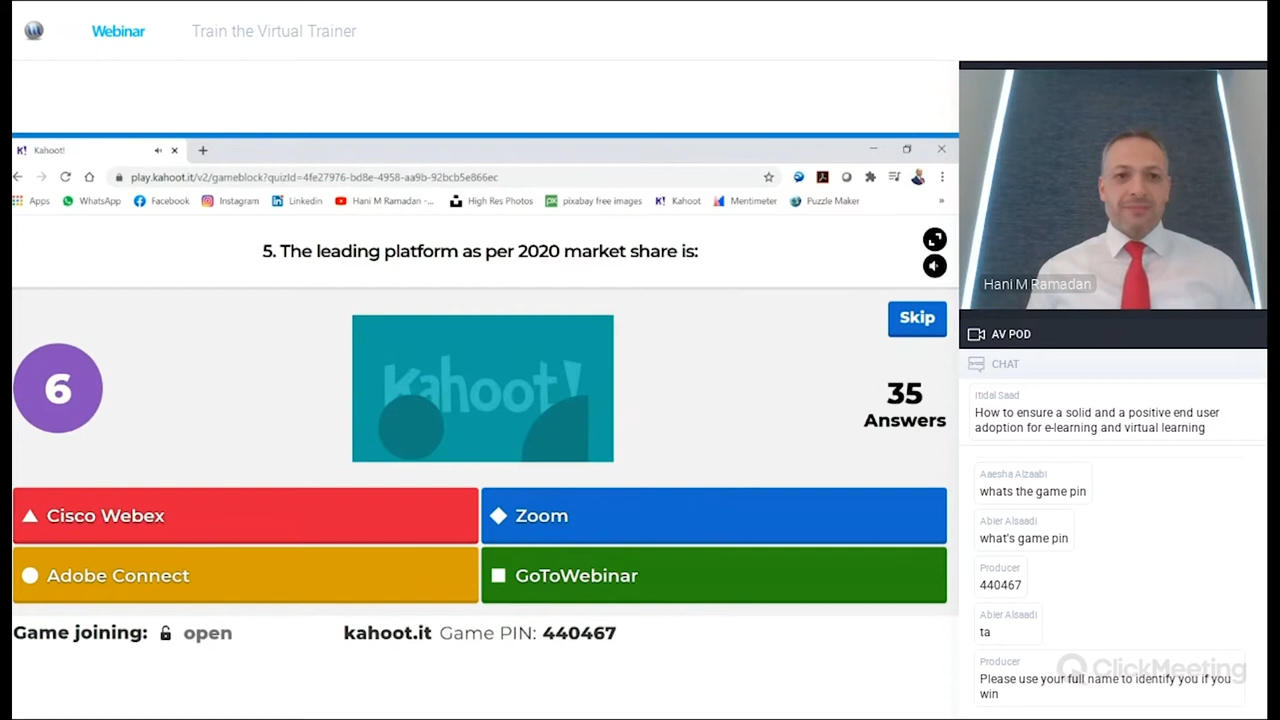 Webinar
Train the Virtual Trainer
K! Kahoot!
play.kahoot.it/v2/gameblock?quizId=4fe27976-bd8e-4958-aa9b-92bcb5e866ec
Apps WhatsApp Facebook Instagram Linkedin Hani M Ramadan -... High Res Photos pixabay free images K! Kahoot Mentimeter Puzzle Maker »
5. The leading platform as per 2020 market share is:
Skip
6
Kahoot!
35
Answers
Cisco Webex
Zoom
Adobe Connect
GoToWebinar
Game joining: open
kahoot.it Game PIN: 440467
Hani M Ramadan
AV POD
CHAT
Itidal Saad
How to ensure a solid and a positive end user
adoption for e-learning and virtual learning
Aaesha Alzaabi
whats the game pin
Abier Alsaadi
what's game pin
Producer
440467
Abier Alsaadi
ta
Producer
Please use your full name to identify you if you
win
ClickMeeting